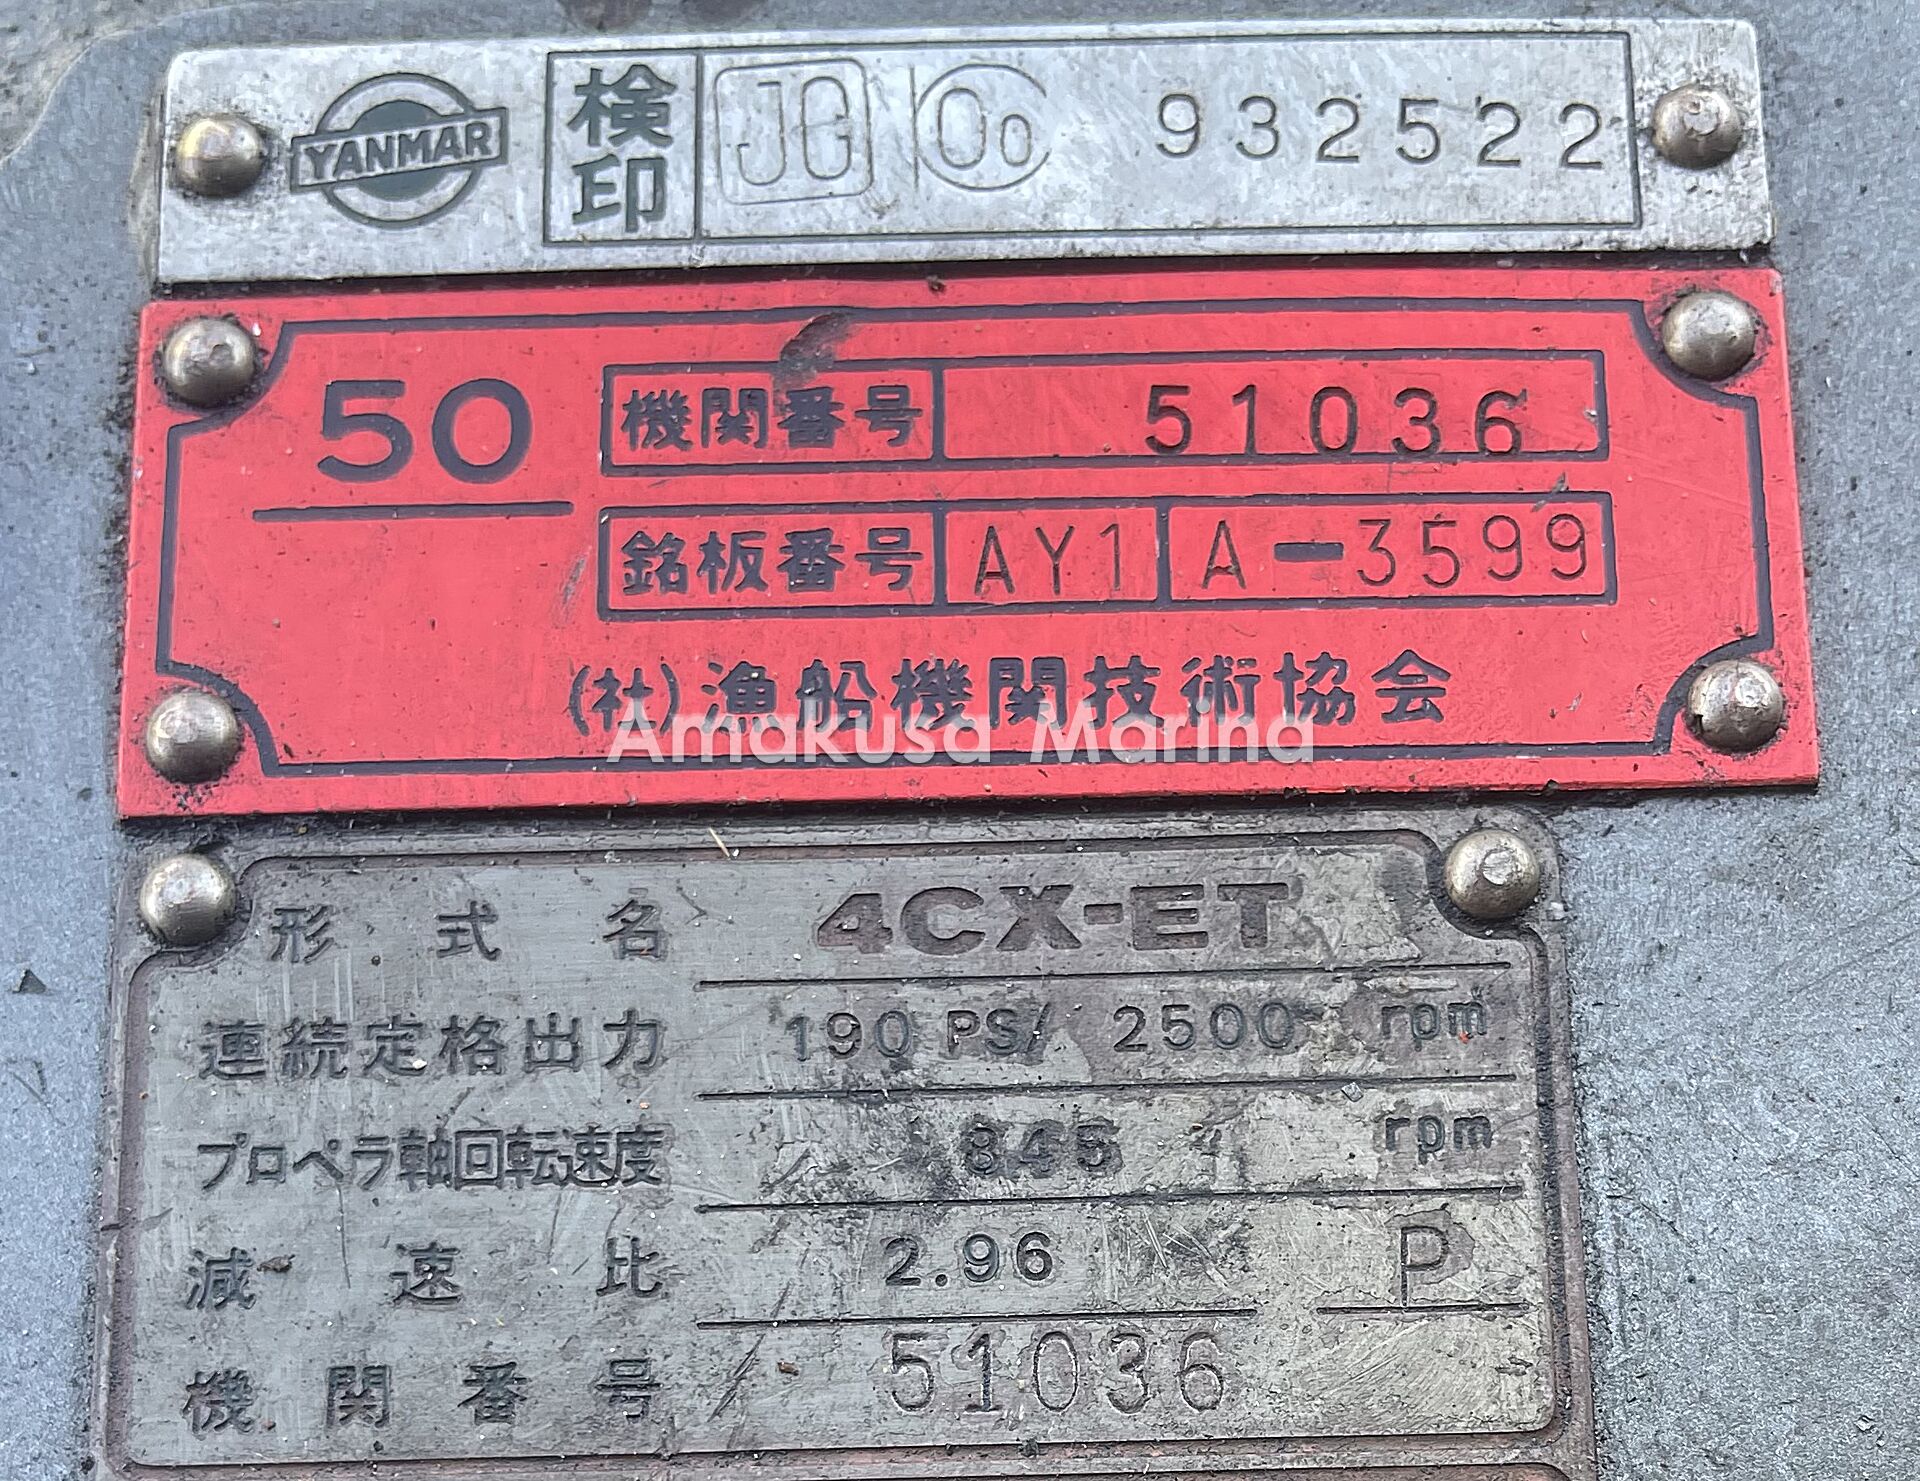 YANMAR 検印 JG 932522
50 機関番号 51036
銘板番号 AY1 A-3599
(社)漁船機関技術協会
Amakusa Marina
形式名 4CX-ET
連続定格出力 190 PS/ 2500 rpm
プロペラ軸回転速度 845 rpm
減速比 2.96 P
機関番号 51036